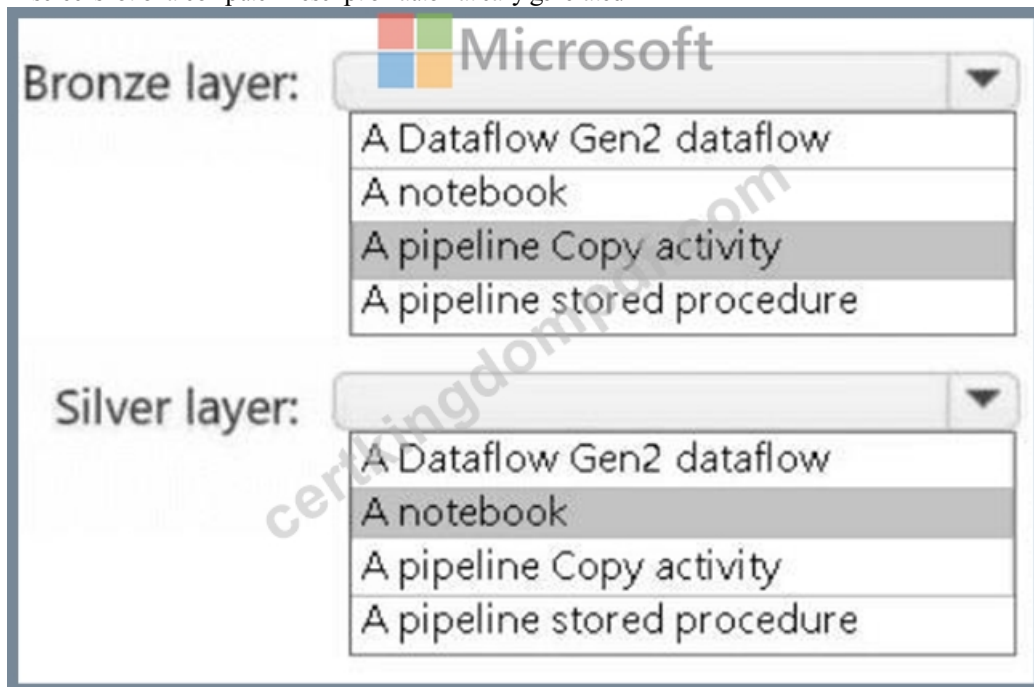 Microsoft
Bronze layer:
A Dataflow Gen2 dataflow
A notebook
A pipeline Copy activity
A pipeline stored procedure
Silver layer:
A Dataflow Gen2 dataflow
A notebook
A pipeline Copy activity
A pipeline stored procedure